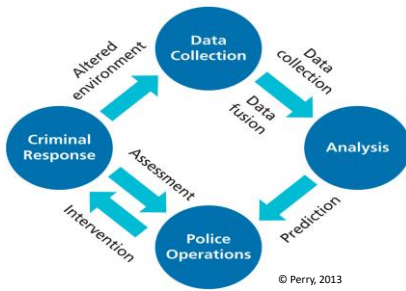 Data
Collection
Altered
environment
Data
collection
Data
fusion
Criminal
Response
Analysis
Assessment
Intervention
Prediction
Police
Operations
© Perry, 2013